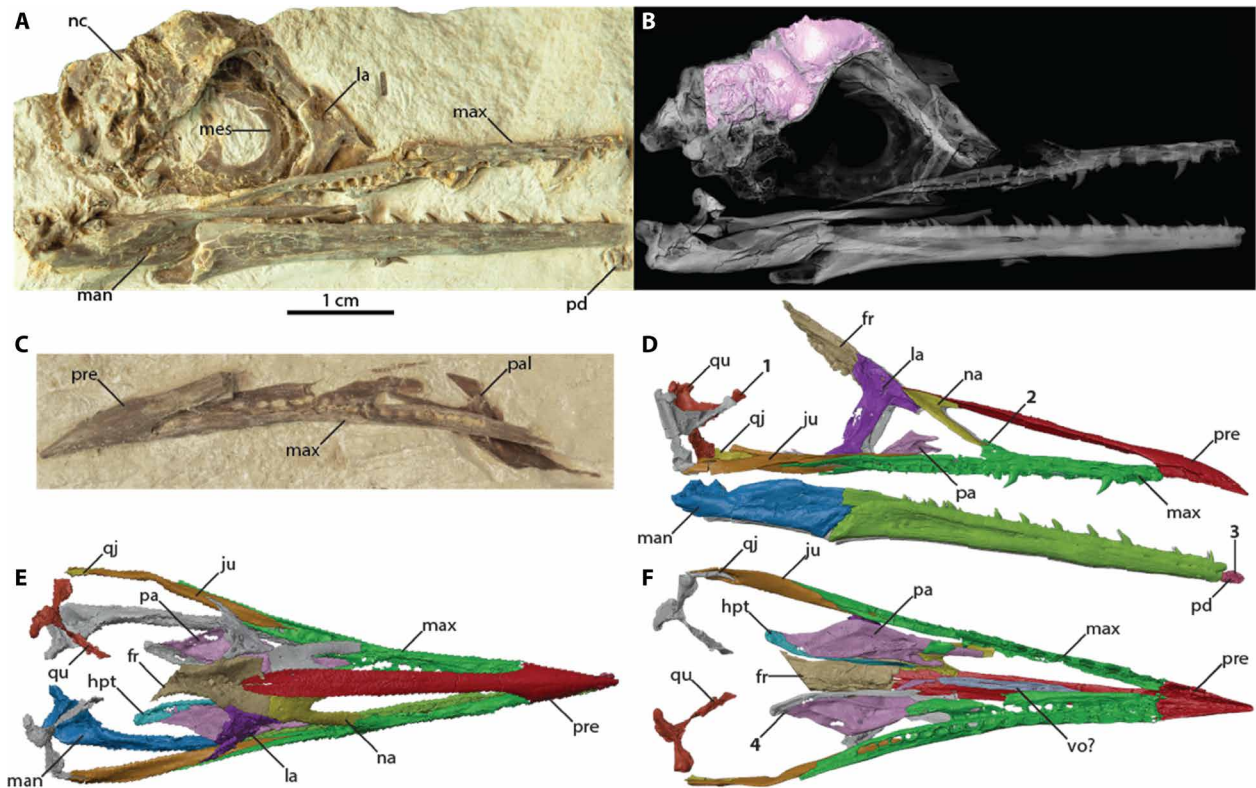 A
nc
la
max
mes
man
1 cm
pd
B
C
pre
pal
max
D
fr
la
na
qu
1
2
qj
ju
pre
pa
max
man
3
pd
E
qj
ju
pa
max
fr
qu
hpt
pre
man
la
na
F
qj
ju
hpt
pa
max
pre
qu
fr
4
vo?